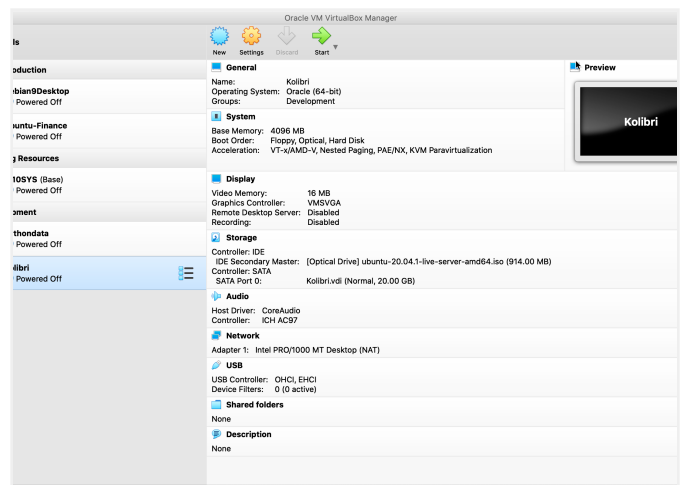 Oracle VM VirtualBox Manager
ls
New Settings Discard Start
oduction
ebian9Desktop
Powered Off
untu-Finance
Powered Off
g Resources
10SYS (Base)
Powered Off
oment
thondata
Powered Off
olibri
Powered Off
General
Name: Kolibri
Operating System: Oracle (64-bit)
Groups: Development
System
Base Memory: 4096 MB
Boot Order: Floppy, Optical, Hard Disk
Acceleration: VT-x/AMD-V, Nested Paging, PAE/NX, KVM Paravirtualization
Display
Video Memory: 16 MB
Graphics Controller: VMSVGA
Remote Desktop Server: Disabled
Recording: Disabled
Storage
Controller: IDE
IDE Secondary Master: [Optical Drive] ubuntu-20.04.1-live-server-amd64.iso (914.00 MB)
Controller: SATA
SATA Port 0: Kolibri.vdi (Normal, 20.00 GB)
Audio
Host Driver: CoreAudio
Controller: ICH AC97
Network
Adapter 1: Intel PRO/1000 MT Desktop (NAT)
USB
USB Controller: OHCI, EHCI
Device Filters: 0 (0 active)
Shared folders
None
Description
None
Preview
Kolibri